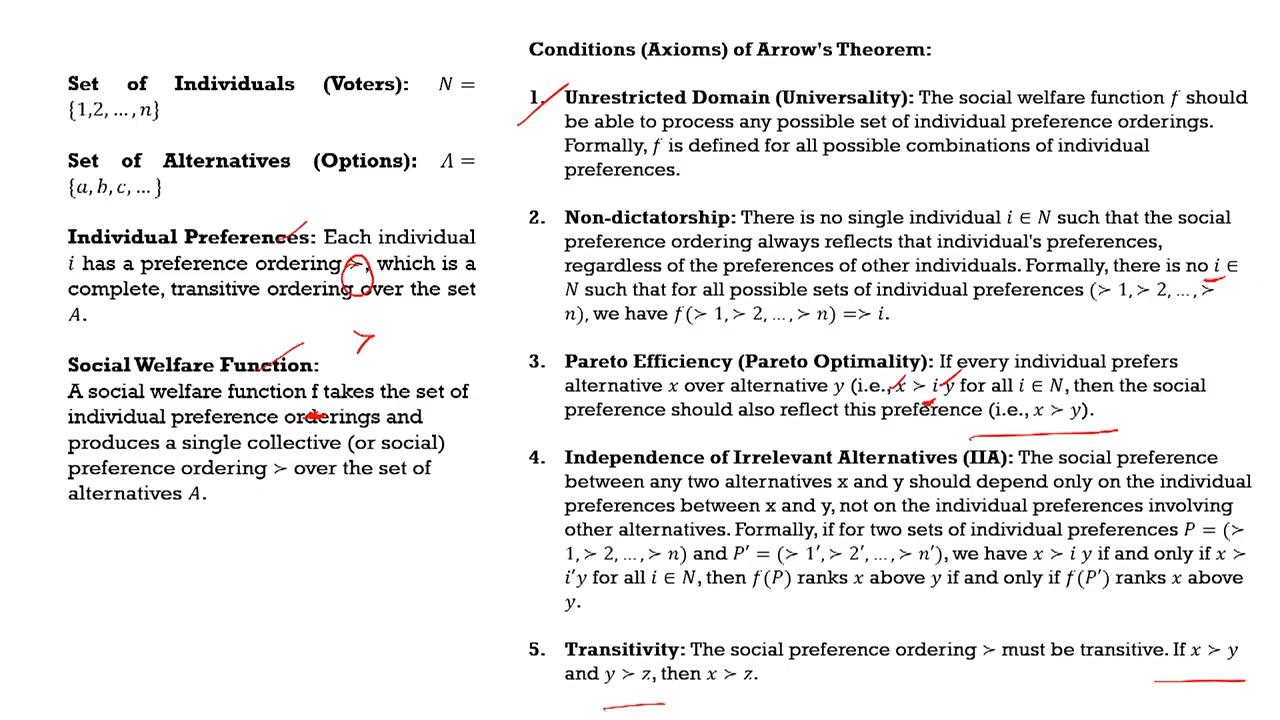 Set of Individuals (Voters): N =
{1,2, …, n}
Set of Alternatives (Options): A =
{a, b, c, … }
Individual Preferences: Each individual
i has a preference ordering ≻, which is a
complete, transitive ordering over the set
A.
Social Welfare Function:
A social welfare function f takes the set of
individual preference orderings and
produces a single collective (or social)
preference ordering ≻ over the set of
alternatives A.
≻
Conditions (Axioms) of Arrow's Theorem:
1. Unrestricted Domain (Universality): The social welfare function f should
be able to process any possible set of individual preference orderings.
Formally, f is defined for all possible combinations of individual
preferences.
2. Non-dictatorship: There is no single individual i ∈ N such that the social
preference ordering always reflects that individual's preferences,
regardless of the preferences of other individuals. Formally, there is no i ∈
N such that for all possible sets of individual preferences (≻ 1, ≻ 2, …, ≻
n), we have f(≻ 1, ≻ 2, …, ≻ n) =≻ i.
3. Pareto Efficiency (Pareto Optimality): If every individual prefers
alternative x over alternative y (i.e., x ≻ i y for all i ∈ N, then the social
preference should also reflect this preference (i.e., x ≻ y).
4. Independence of Irrelevant Alternatives (IIA): The social preference
between any two alternatives x and y should depend only on the individual
preferences between x and y, not on the individual preferences involving
other alternatives. Formally, if for two sets of individual preferences P = (≻
1, ≻ 2, …, ≻ n) and P′ = (≻ 1′, ≻ 2′, …, ≻ n′), we have x ≻ i y if and only if x ≻
i′y for all i ∈ N, then f(P) ranks x above y if and only if f(P′) ranks x above
y.
5. Transitivity: The social preference ordering ≻ must be transitive. If x ≻ y
and y ≻ z, then x ≻ z.